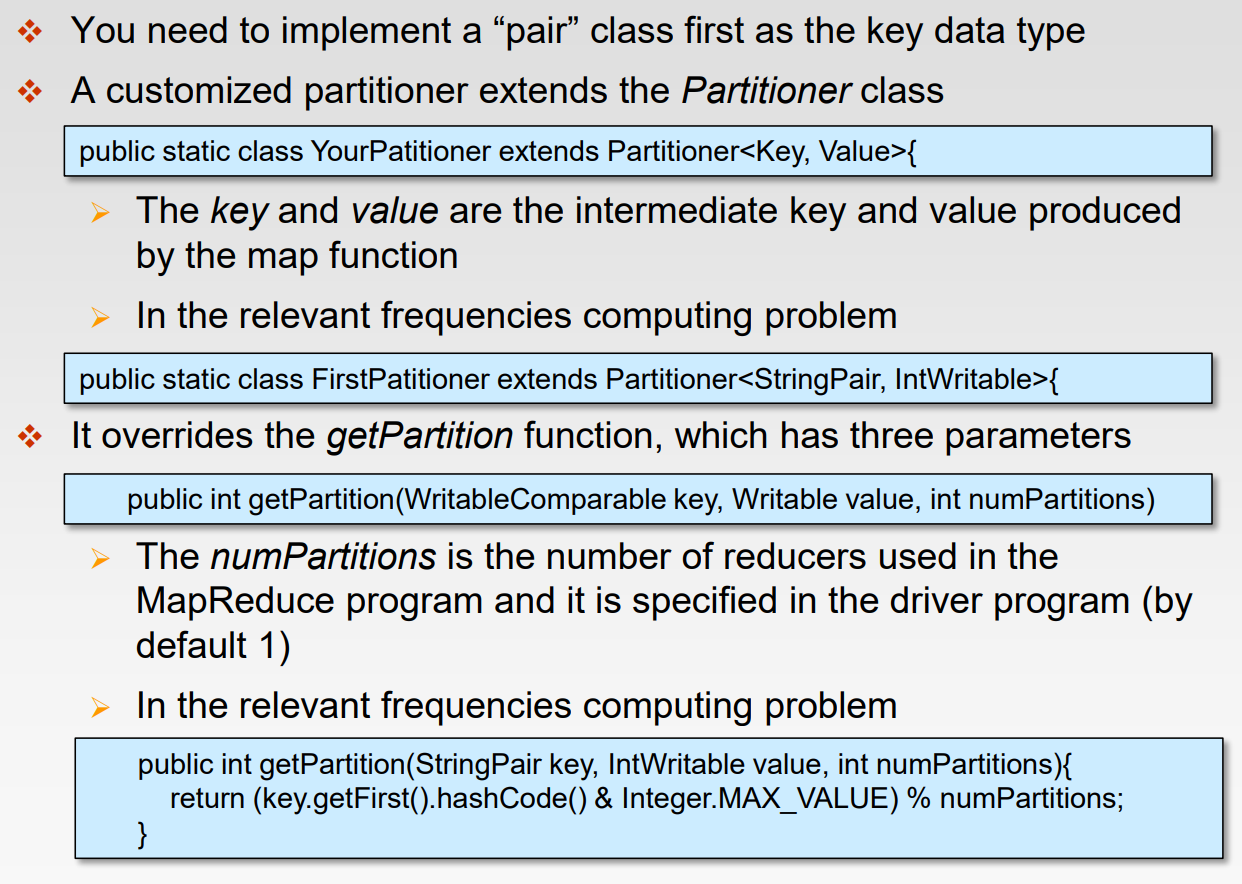 You need to implement a “pair” class first as the key data type
A customized partitioner extends the Partitioner class
public static class YourPatitioner extends Partitioner<Key, Value>{
The key and value are the intermediate key and value produced
by the map function
In the relevant frequencies computing problem
public static class FirstPatitioner extends Partitioner<StringPair, IntWritable>{
It overrides the getPartition function, which has three parameters
public int getPartition(WritableComparable key, Writable value, int numPartitions)
The numPartitions is the number of reducers used in the
MapReduce program and it is specified in the driver program (by
default 1)
In the relevant frequencies computing problem
public int getPartition(StringPair key, IntWritable value, int numPartitions){
return (key.getFirst().hashCode() & Integer.MAX_VALUE) % numPartitions;
}